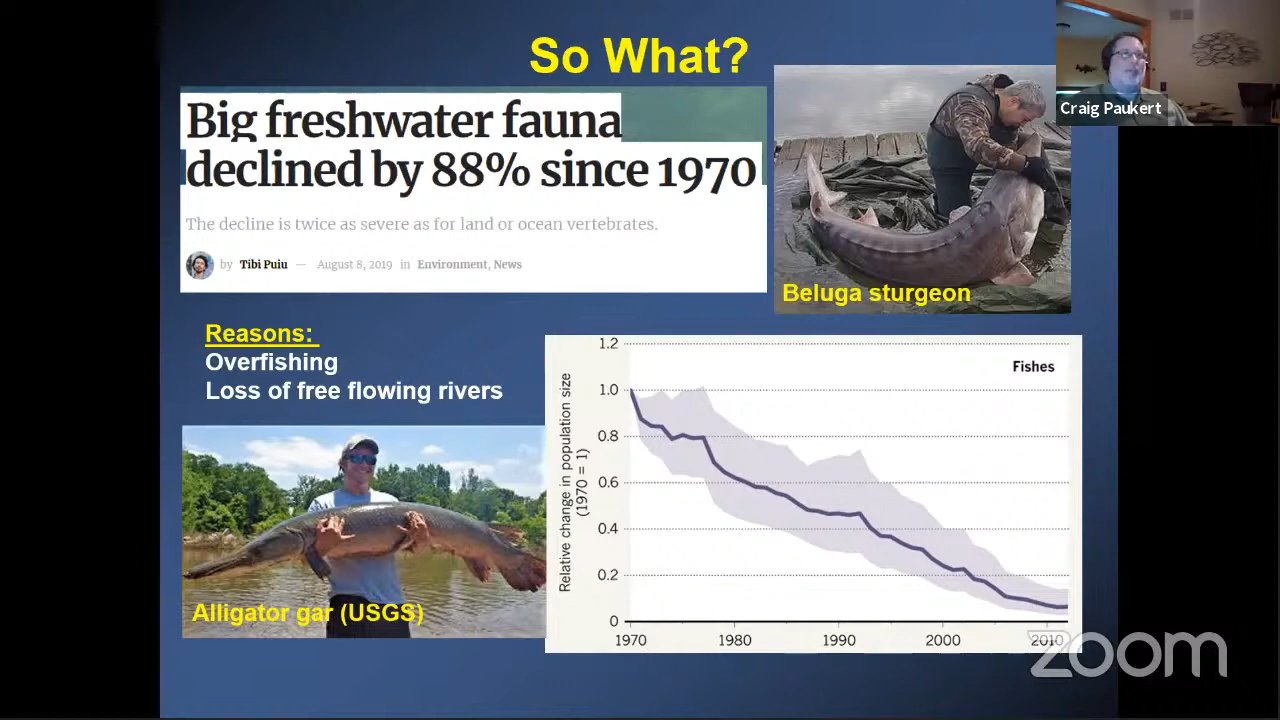 So What?
Craig Paukert
Big freshwater fauna
declined by 88% since 1970
The decline is twice as severe as for land or ocean vertebrates.
by Tibi Puiu — August 8, 2019 in Environment, News
Beluga sturgeon
Reasons:
Overfishing
Loss of free flowing rivers
Alligator gar (USGS)
Fishes
Relative change in population size
(1970 = 1)
1.2
1.0
0.8
0.6
0.4
0.2
0
1970 1980 1990 2000 2010
zoom